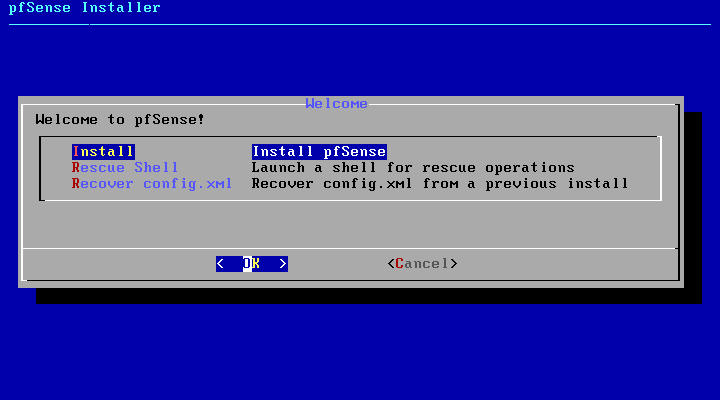 pfSense Installer
Welcome
Welcome to pfSense!
Install Install pfSense
Rescue Shell Launch a shell for rescue operations
Recover config.xml Recover config.xml from a previous install
< OK > <Cancel>